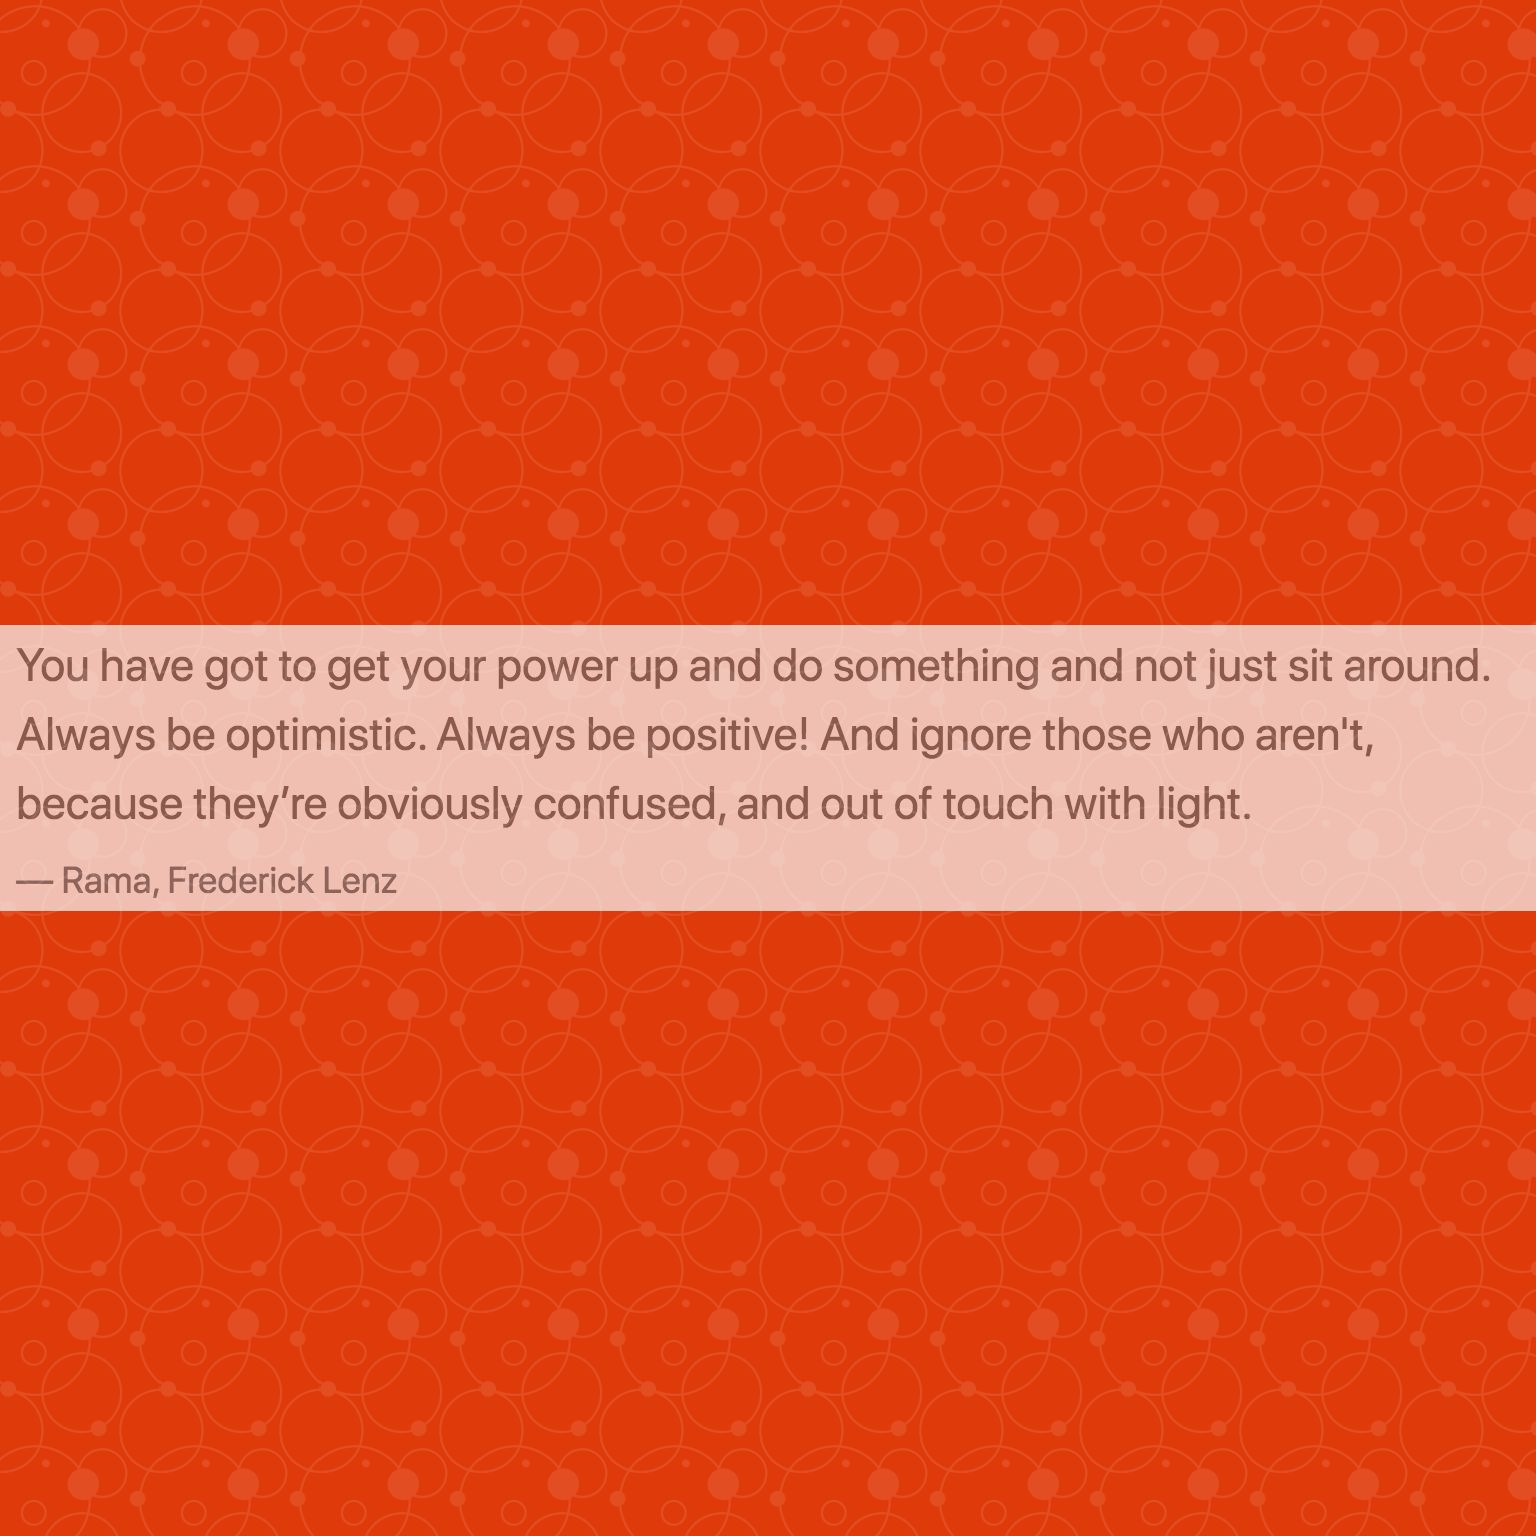 You have got to get your power up and do something and not just sit around.
Always be optimistic. Always be positive! And ignore those who aren't,
because they’re obviously confused, and out of touch with light.
— Rama, Frederick Lenz